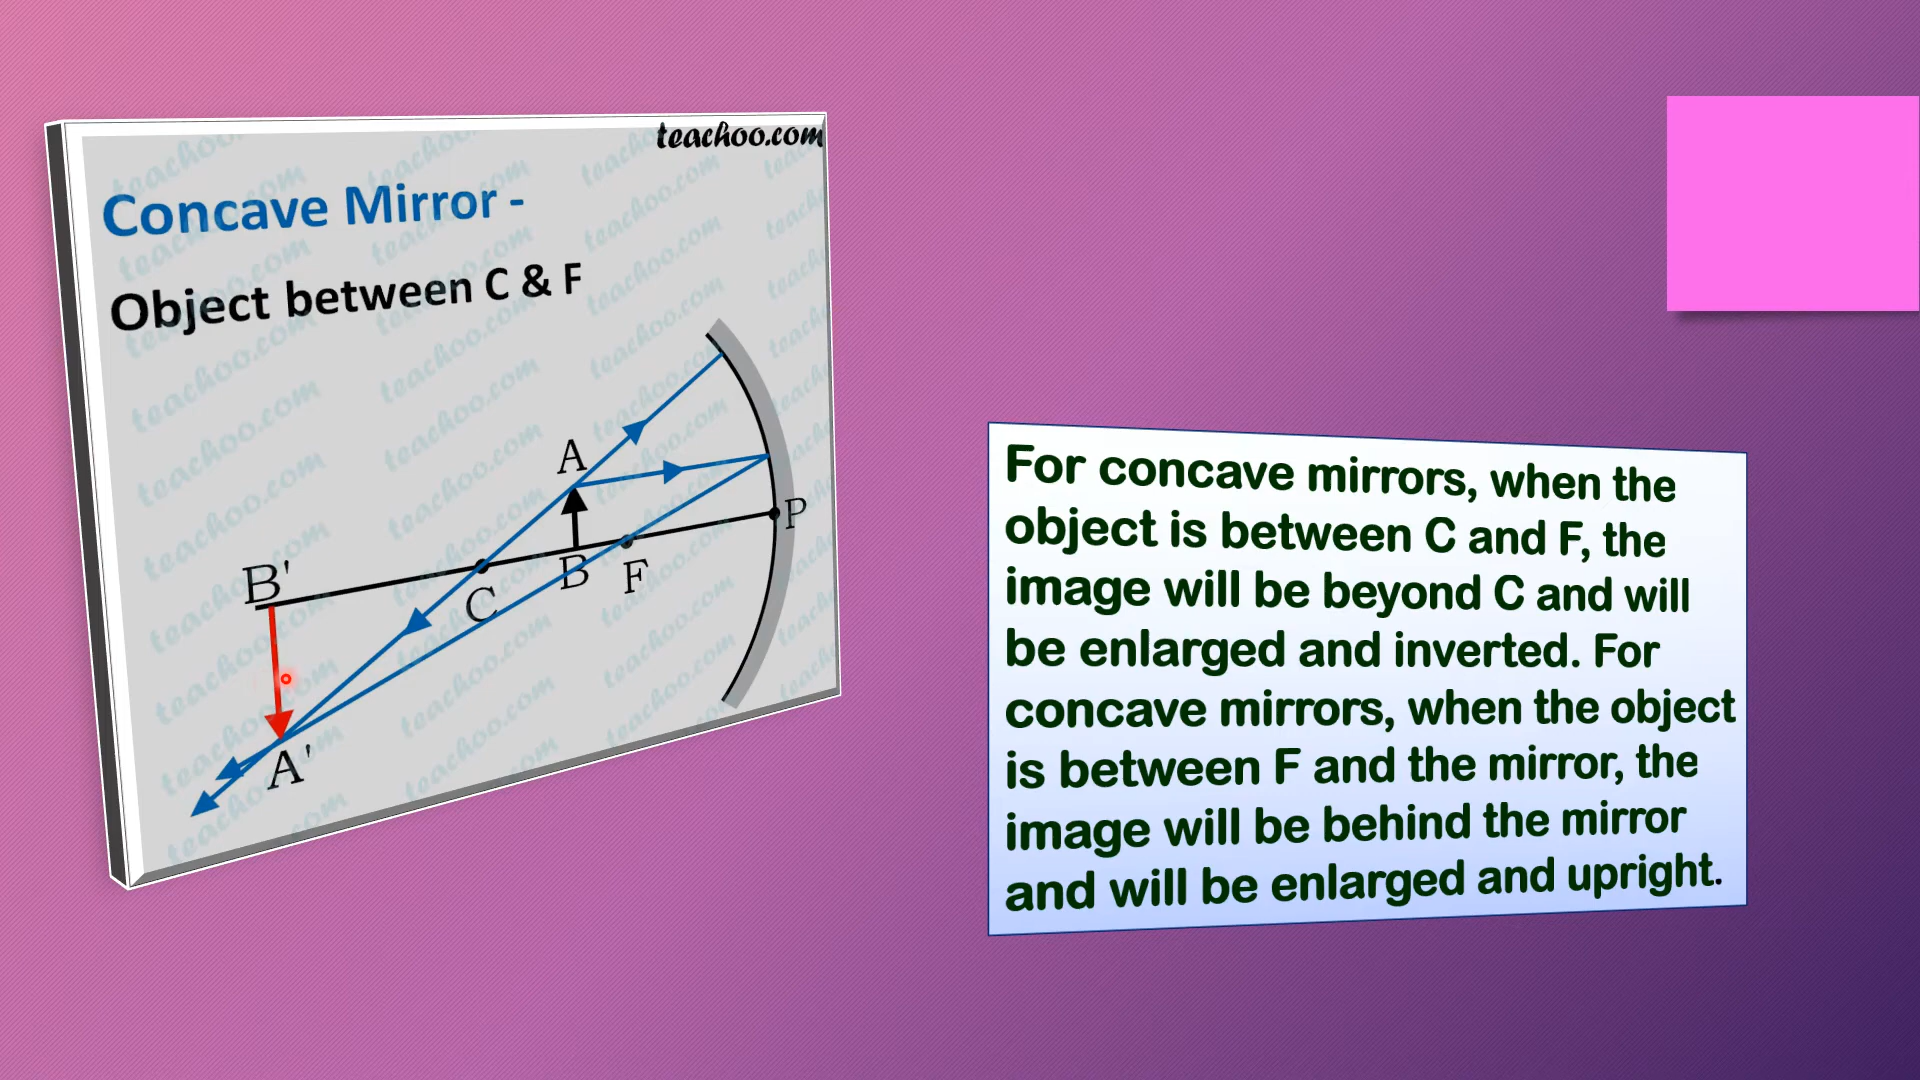 teachoo.com
Concave Mirror -
Object between C & F
A
P
B'
B
F
C
A'
For concave mirrors, when the
object is between C and F, the
image will be beyond C and will
be enlarged and inverted. For
concave mirrors, when the object
is between F and the mirror, the
image will be behind the mirror
and will be enlarged and upright.